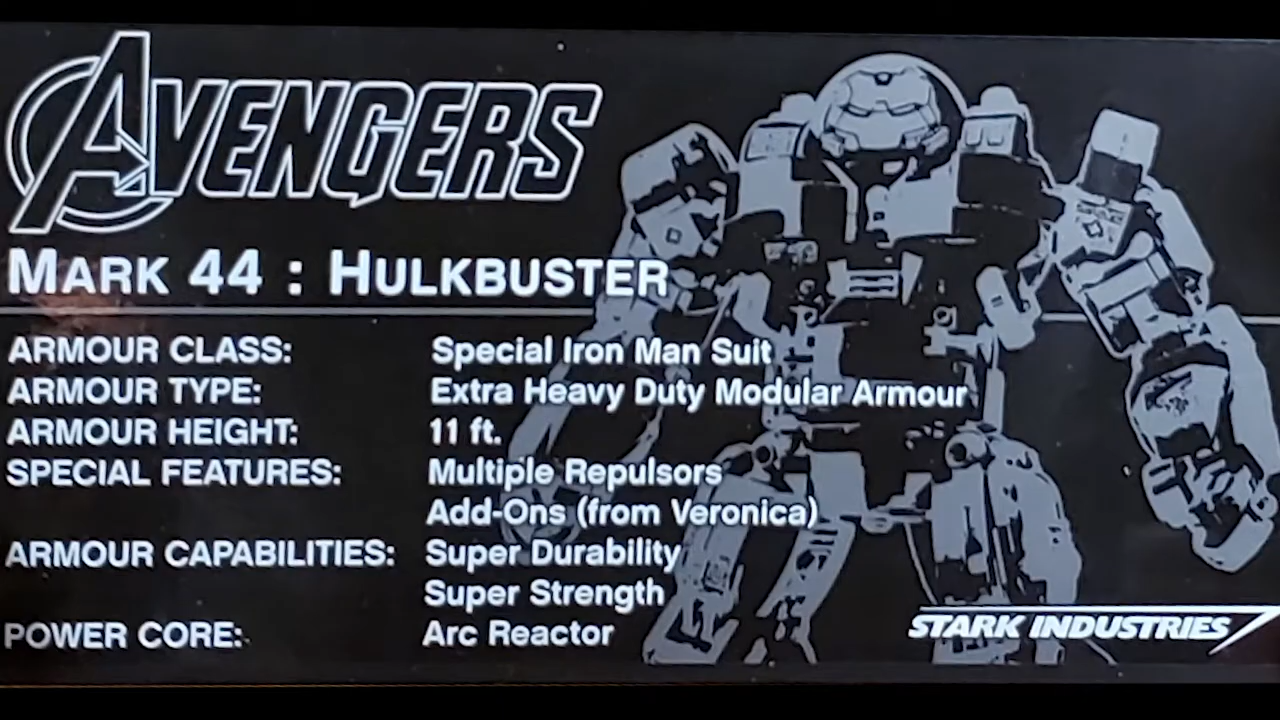 AVENGERS
MARK 44 : HULKBUSTER
ARMOUR CLASS: Special Iron Man Suit
ARMOUR TYPE: Extra Heavy Duty Modular Armour
ARMOUR HEIGHT: 11 ft.
SPECIAL FEATURES: Multiple Repulsors
Add-Ons (from Veronica)
ARMOUR CAPABILITIES: Super Durability
Super Strength
POWER CORE: Arc Reactor
STARK INDUSTRIES